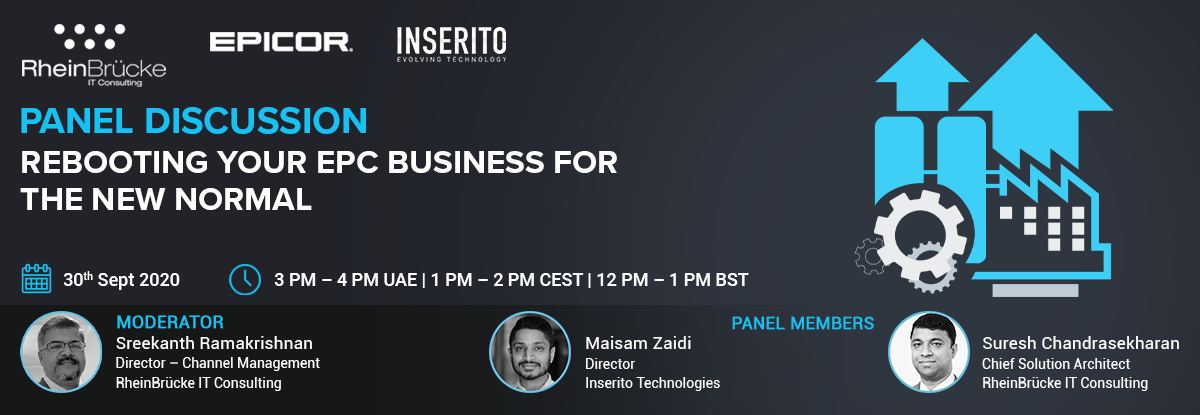 RheinBrücke
IT Consulting
EPICOR®
INSERITO
EVOLVING TECHNOLOGY
PANEL DISCUSSION
REBOOTING YOUR EPC BUSINESS FOR
THE NEW NORMAL
30th Sept 2020
3 PM – 4 PM UAE | 1 PM – 2 PM CEST | 12 PM – 1 PM BST
MODERATOR
Sreekanth Ramakrishnan
Director – Channel Management
RheinBrücke IT Consulting
PANEL MEMBERS
Maisam Zaidi
Director
Inserito Technologies
Suresh Chandrasekharan
Chief Solution Architect
RheinBrücke IT Consulting